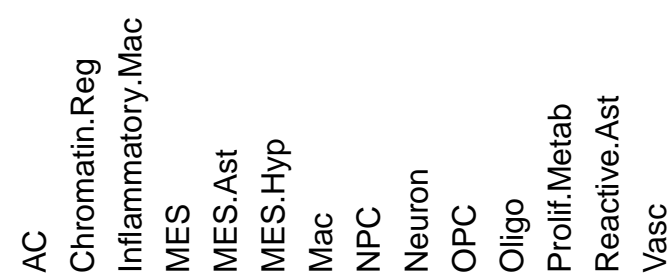 AC
Chromatin.Reg
Inflammatory.Mac
MES
MES.Ast
MES.Hyp
Mac
NPC
Neuron
OPC
Oligo
Prolif.Metab
Reactive.Ast
Vasc